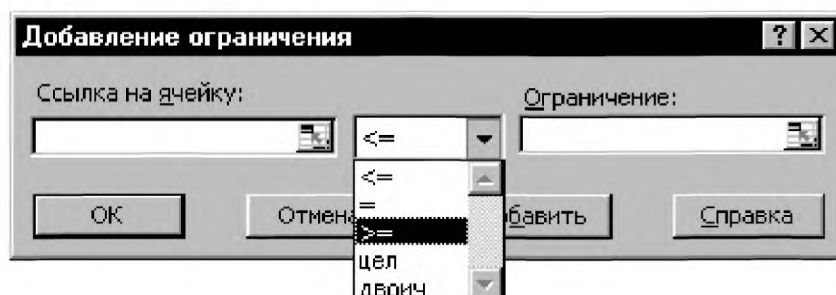 Добавление ограничения
Ссылка на ячейку:
Ограничение:
<=
<=
=
>=
цел
двоич
ОК
Отмена
бавить
Справка